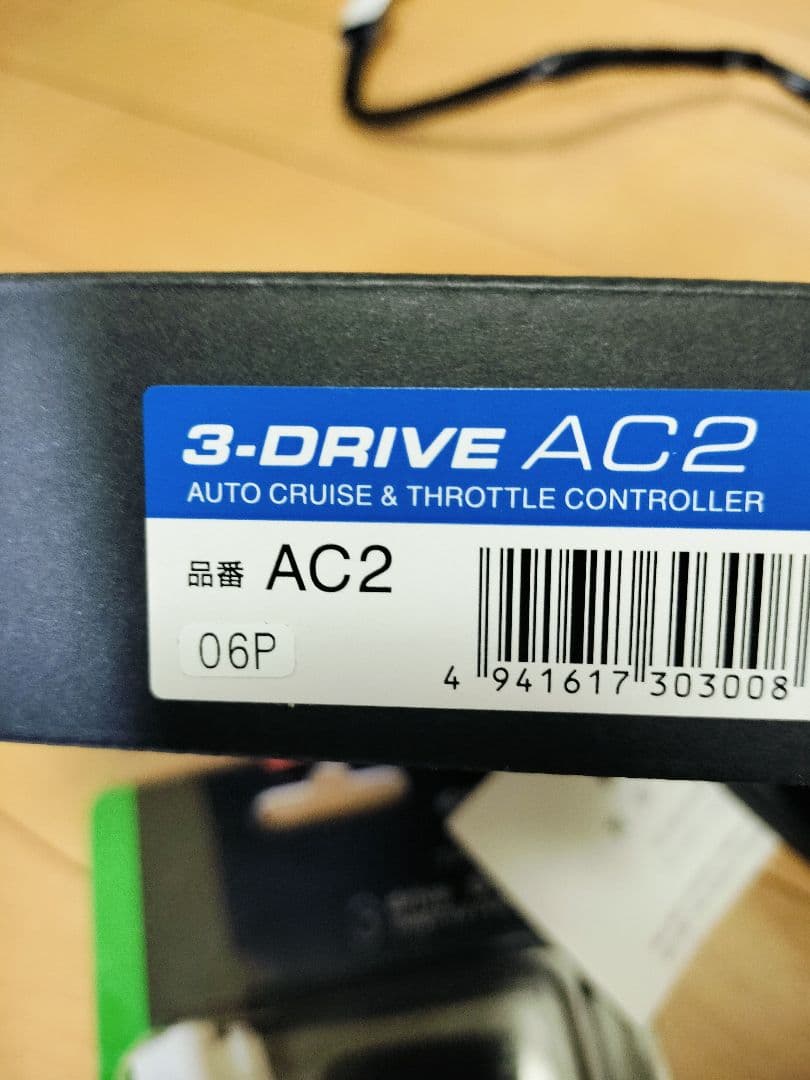 3-DRIVE AC2
AUTO CRUISE & THROTTLE CONTROLLER
品番 AC2
06P
4 941617 303008